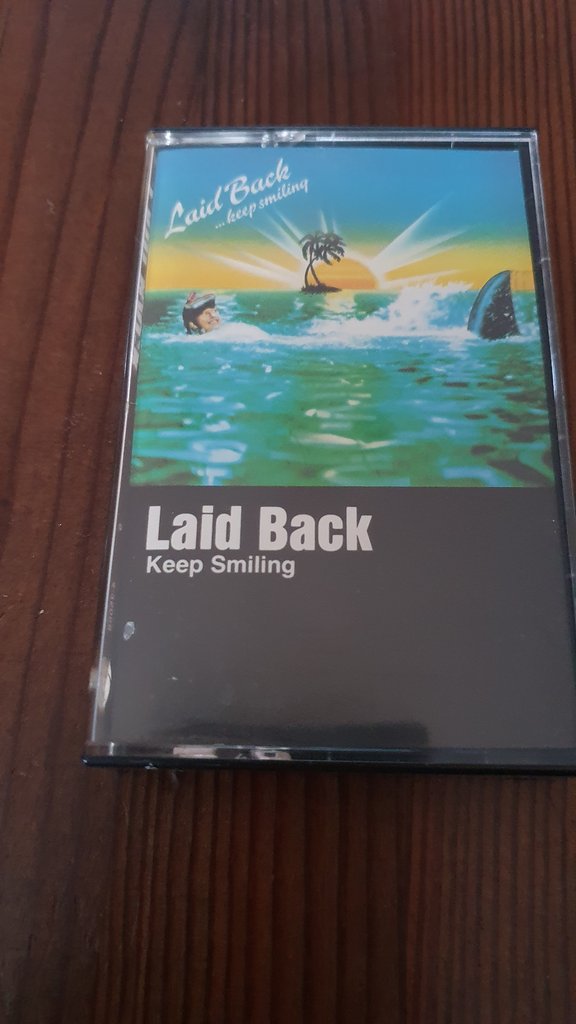 Laid Back
...keep smiling
Laid Back
Keep Smiling